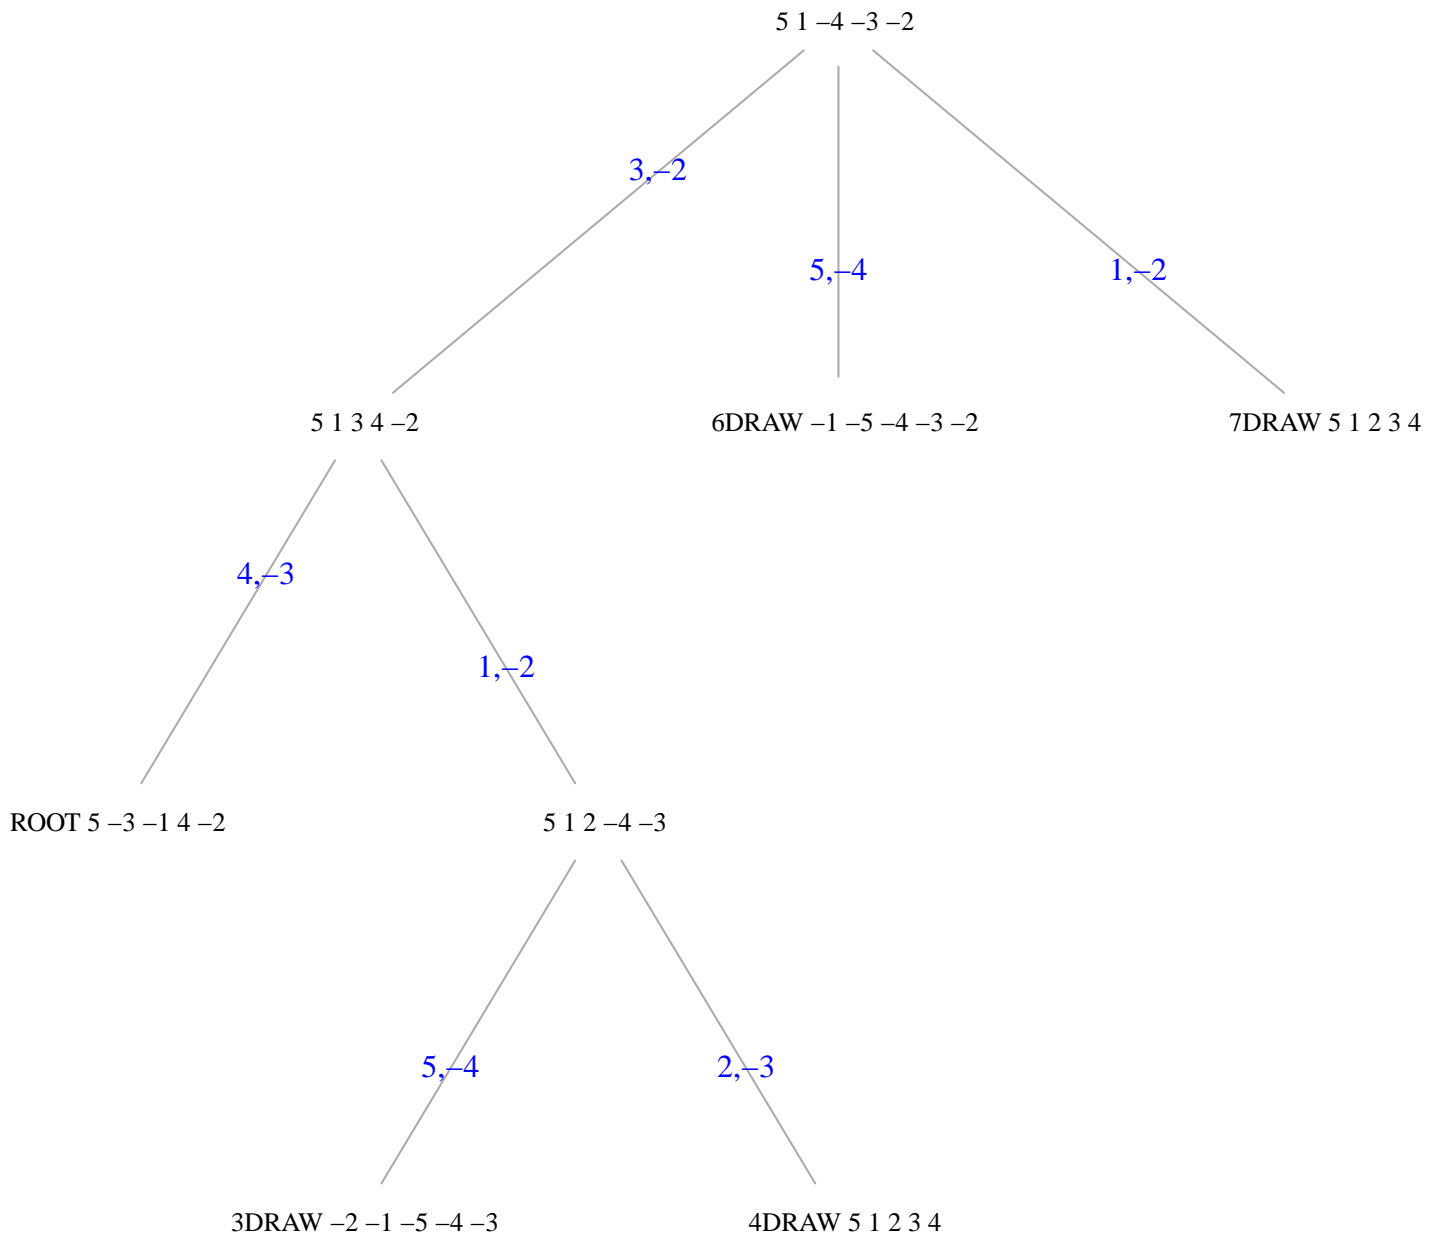 5 1 –4 –3 –2
3,–2
5,–4
1,–2
5 1 3 4 –2
6DRAW –1 –5 –4 –3 –2
7DRAW 5 1 2 3 4
4,–3
1,–2
ROOT 5 –3 –1 4 –2
5 1 2 –4 –3
5,–4
2,–3
3DRAW –2 –1 –5 –4 –3
4DRAW 5 1 2 3 4